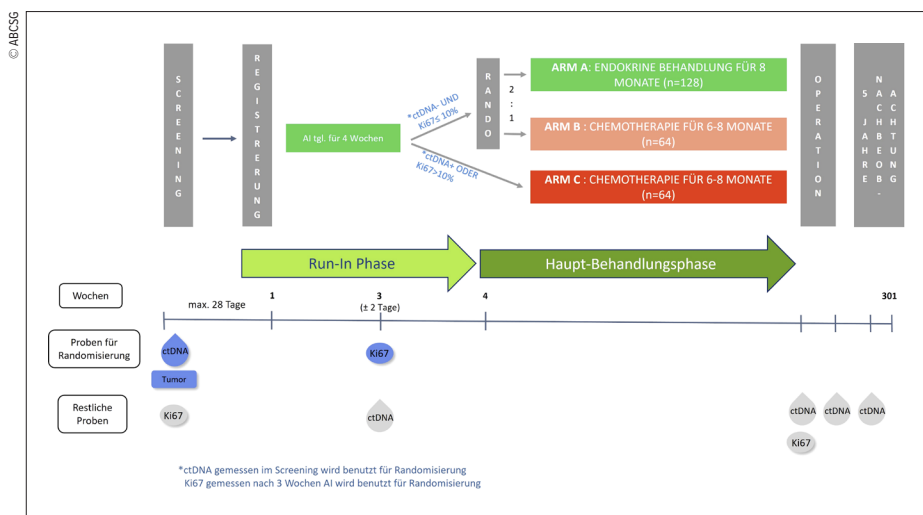 © ABCSG
SCREENING
REGISTRERUNG
AI tgl. für 4 Wochen
*ctDNA- UND
Ki67≤ 10%
*ctDNA+ ODER
Ki67>10%
RANDO
2:1
ARM A: ENDOKRINE BEHANDLUNG FÜR 8
MONATE (n=128)
ARM B : CHEMOTHERAPIE FÜR 6-8 MONATE
(n=64)
ARM C : CHEMOTHERAPIE FÜR 6-8 MONATE
(n=64)
OPERATION
5 JAHRE
NACHBEOB-
ACHTUNG
Run-In Phase
Haupt-Behandlungsphase
Wochen
max. 28 Tage
1
3
(± 2 Tage)
4
301
Proben für
Randomisierung
ctDNA
Tumor
Ki67
Restliche
Proben
Ki67
ctDNA
ctDNA
ctDNA
ctDNA
Ki67
*ctDNA gemessen im Screening wird benutzt für Randomisierung
Ki67 gemessen nach 3 Wochen AI wird benutzt für Randomisierung